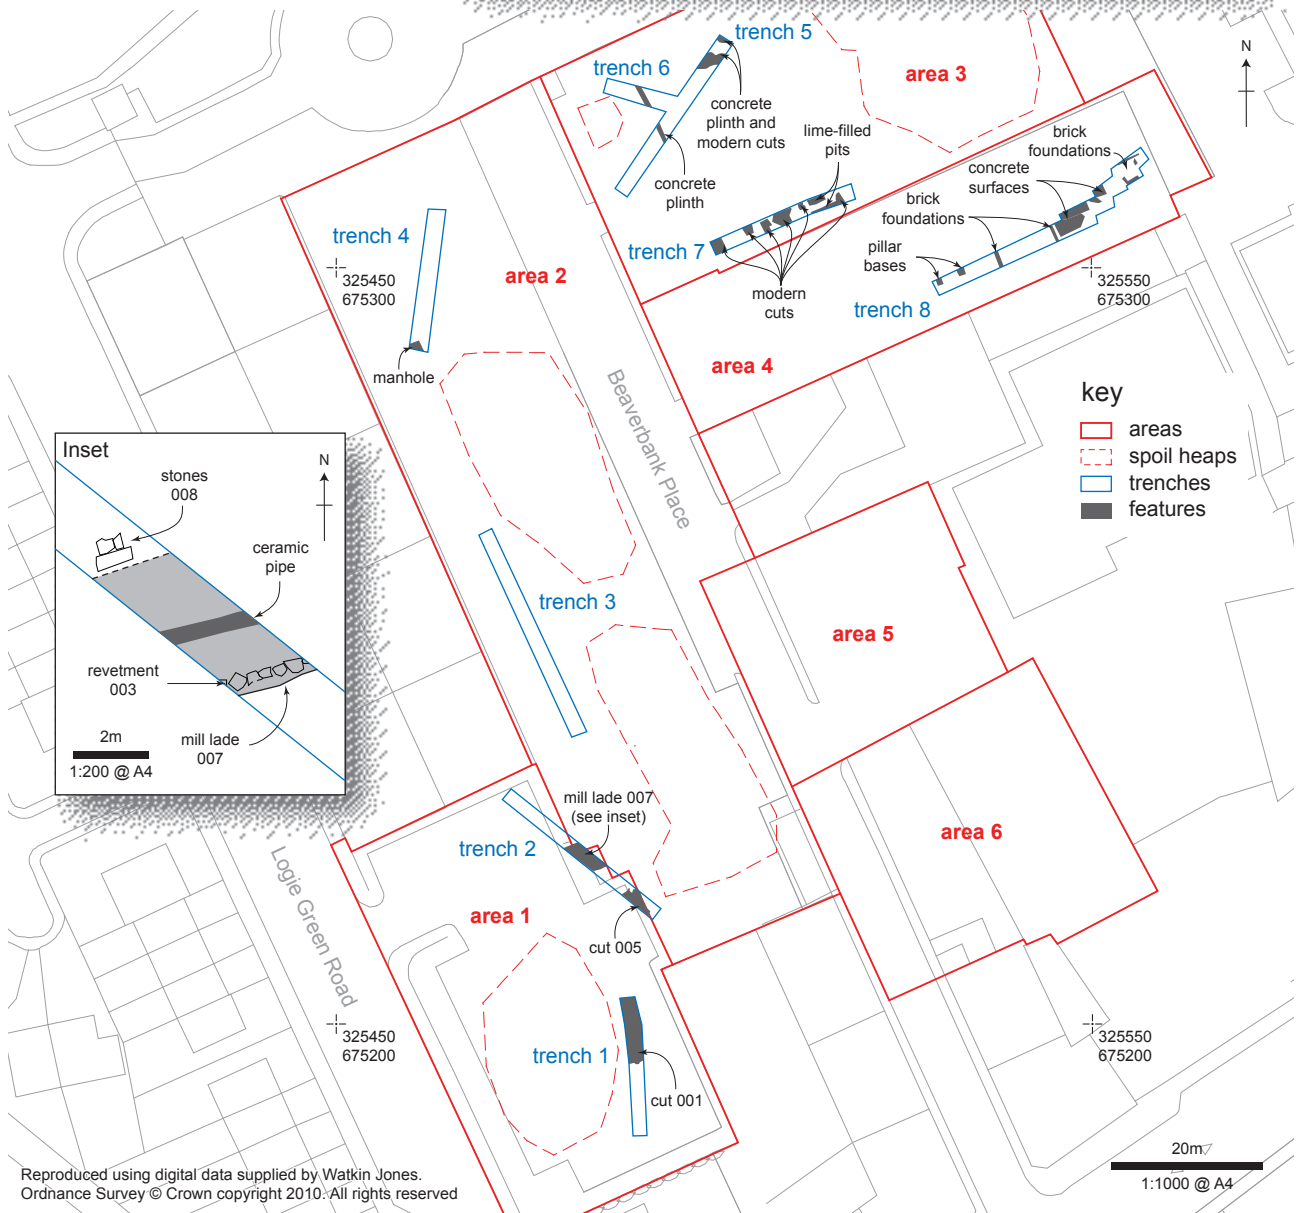 trench 5
trench 6
area 3
N
concrete
plinth and
modern cuts
lime-filled
pits
brick
foundations
concrete
surfaces
concrete
plinth
brick
foundations
trench 4
trench 7
pillar
bases
area 2
325450
675300
325550
675300
modern
cuts
trench 8
manhole
area 4
Beaverbank Place
key
areas
spoil heaps
trenches
features
Inset
N
stones
008
ceramic
pipe
revetment
003
mill lade
007
2m
1:200 @ A4
trench 3
area 5
mill lade 007
(see inset)
trench 2
area 6
Logie Green Road
area 1
cut 005
325450
675200
325550
675200
trench 1
cut 001
20m
1:1000 @ A4
Reproduced using digital data supplied by Watkin Jones.
Ordnance Survey © Crown copyright 2010. All rights reserved